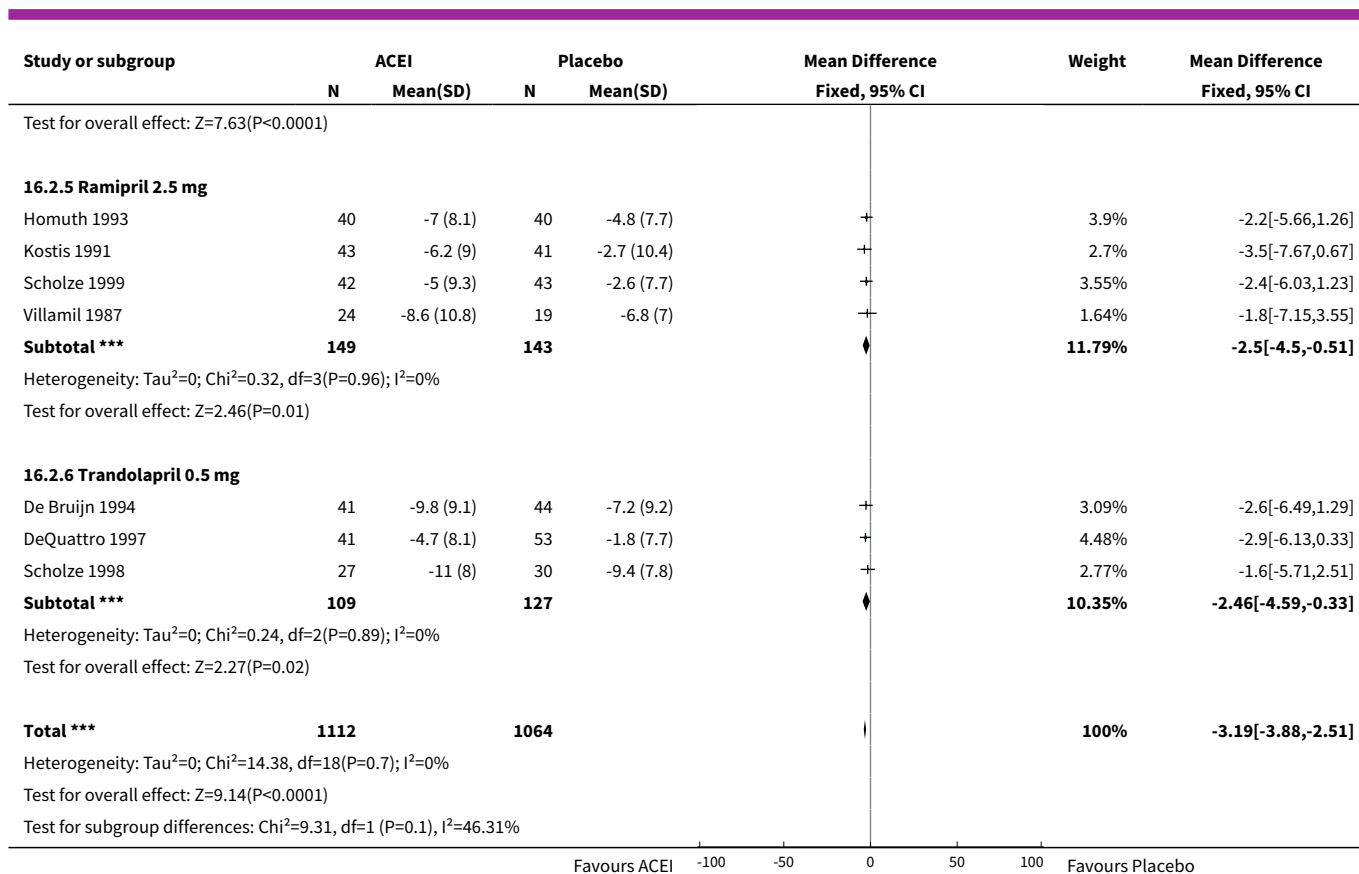 Study or subgroup ACEI Placebo Mean Difference Weight Mean Difference
N Mean(SD) N Mean(SD) Fixed, 95% CI Fixed, 95% CI
Test for overall effect: Z=7.63(P<0.0001)
16.2.5 Ramipril 2.5 mg
Homuth 1993 40 -7 (8.1) 40 -4.8 (7.7) 3.9% -2.2[-5.66,1.26]
Kostis 1991 43 -6.2 (9) 41 -2.7 (10.4) 2.7% -3.5[-7.67,0.67]
Scholze 1999 42 -5 (9.3) 43 -2.6 (7.7) 3.55% -2.4[-6.03,1.23]
Villamil 1987 24 -8.6 (10.8) 19 -6.8 (7) 1.64% -1.8[-7.15,3.55]
Subtotal *** 149 143 11.79% -2.5[-4.5,-0.51]
Heterogeneity: Tau²=0; Chi²=0.32, df=3(P=0.96); I²=0%
Test for overall effect: Z=2.46(P=0.01)
16.2.6 Trandolapril 0.5 mg
De Bruijn 1994 41 -9.8 (9.1) 44 -7.2 (9.2) 3.09% -2.6[-6.49,1.29]
DeQuattro 1997 41 -4.7 (8.1) 53 -1.8 (7.7) 4.48% -2.9[-6.13,0.33]
Scholze 1998 27 -11 (8) 30 -9.4 (7.8) 2.77% -1.6[-5.71,2.51]
Subtotal *** 109 127 10.35% -2.46[-4.59,-0.33]
Heterogeneity: Tau²=0; Chi²=0.24, df=2(P=0.89); I²=0%
Test for overall effect: Z=2.27(P=0.02)
Total *** 1112 1064 100% -3.19[-3.88,-2.51]
Heterogeneity: Tau²=0; Chi²=14.38, df=18(P=0.7); I²=0%
Test for overall effect: Z=9.14(P<0.0001)
Test for subgroup differences: Chi²=9.31, df=1 (P=0.1), I²=46.31%
Favours ACEI -100 -50 0 50 100 Favours Placebo